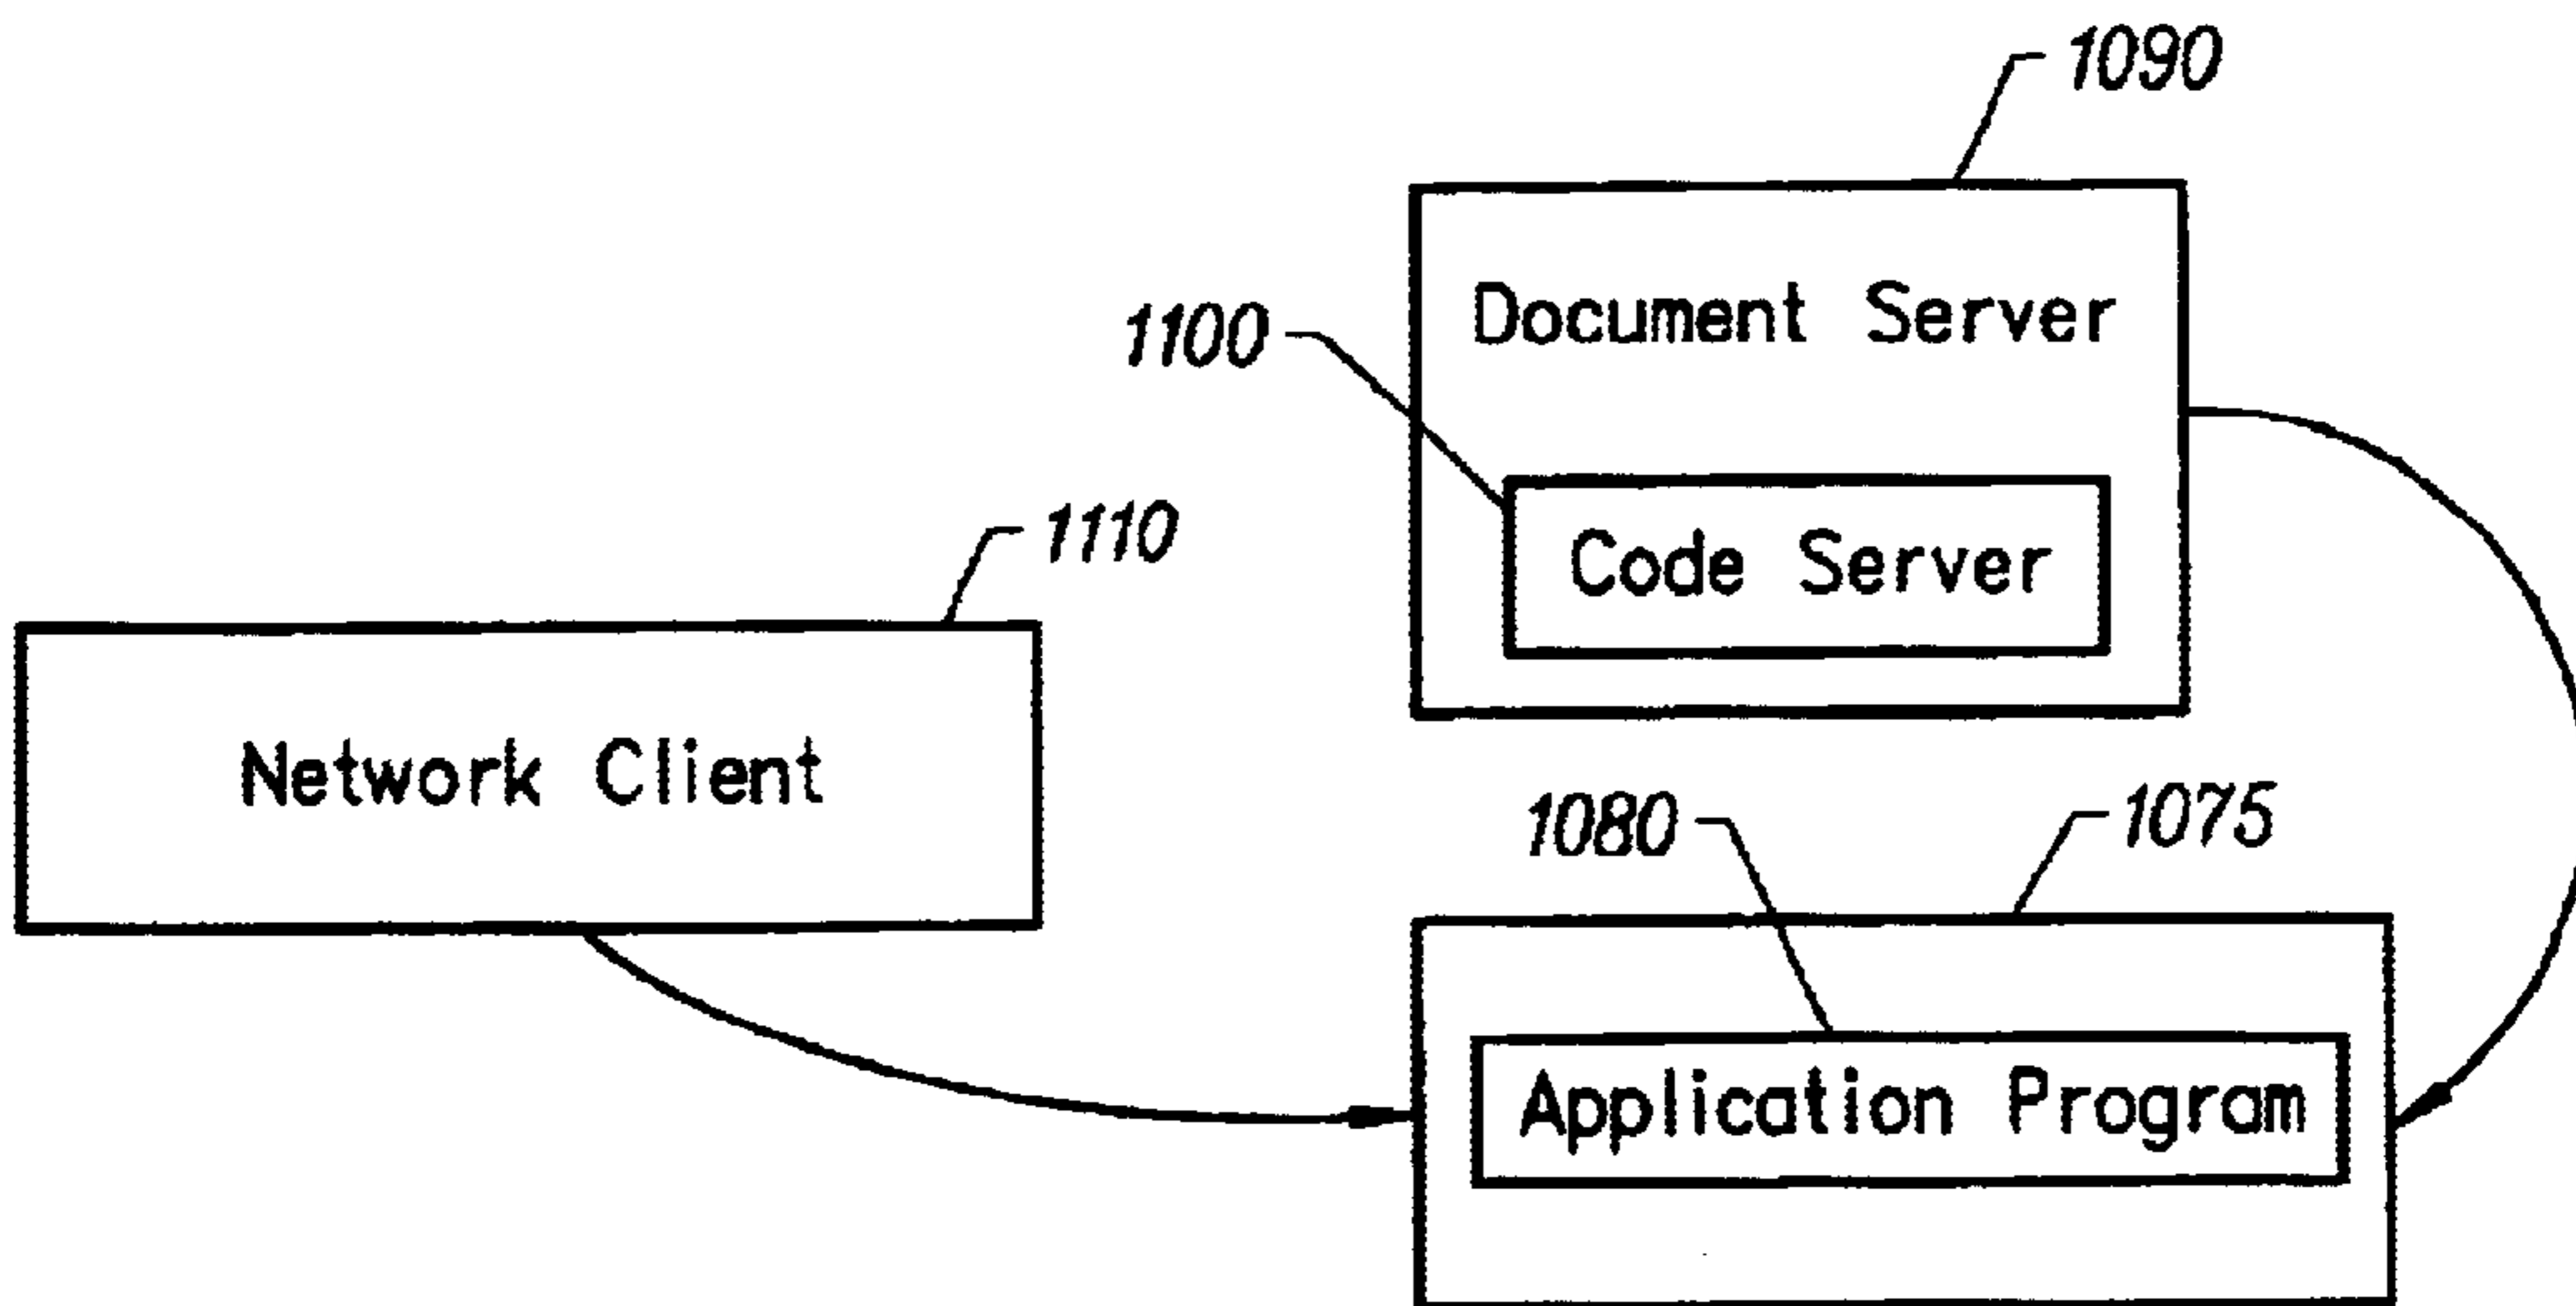 1090
Document Server
1100
Code Server
1110
Network Client
1080
1075
Application Program